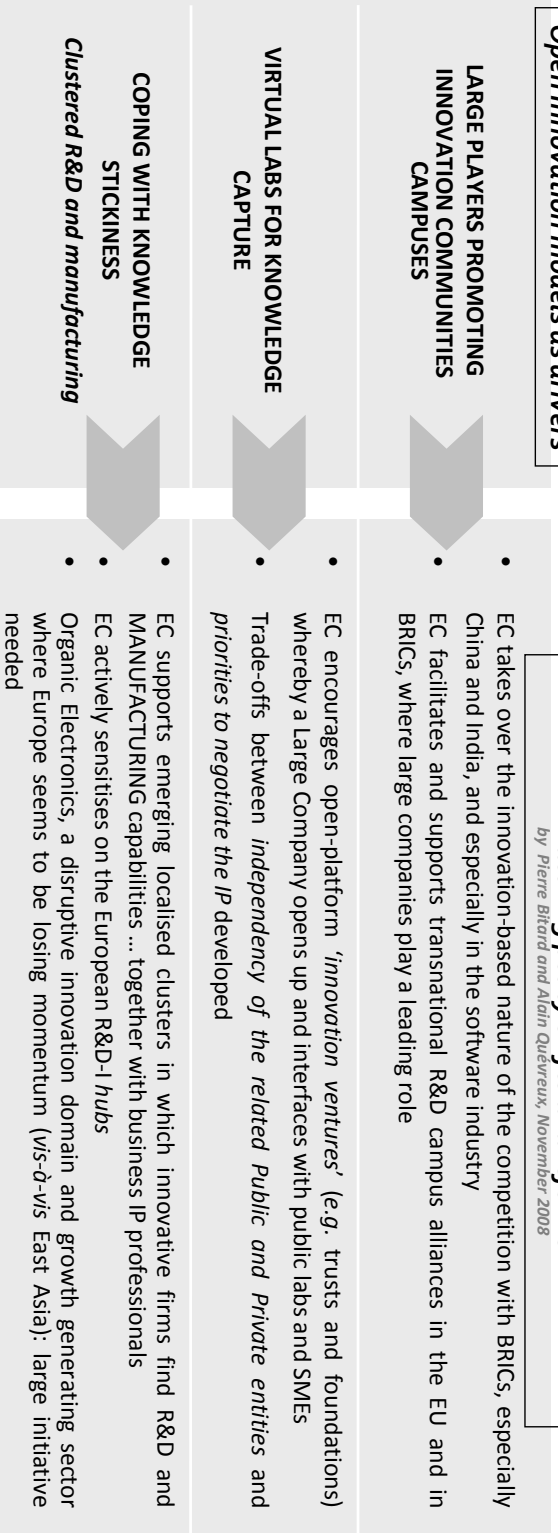 Open innovation models as drivers
by Pierre Bitard and Alain Quévreux, November 2008
LARGE PLAYERS PROMOTING
INNOVATION COMMUNITIES
CAMPUSES
• EC takes over the innovation-based nature of the competition with BRICs, especially
China and India, and especially in the software industry
• EC facilitates and supports transnational R&D campus alliances in the EU and in
BRICs, where large companies play a leading role
VIRTUAL LABS FOR KNOWLEDGE
CAPTURE
• EC encourages open-platform ‘innovation ventures’ (e.g. trusts and foundations)
whereby a Large Company opens up and interfaces with public labs and SMEs
• Trade-offs between independency of the related Public and Private entities and
priorities to negotiate the IP developed
COPING WITH KNOWLEDGE
STICKINESS
Clustered R&D and manufacturing
• EC supports emerging localised clusters in which innovative firms find R&D and
MANUFACTURING capabilities ... together with business IP professionals
• EC actively sensitises on the European R&D-I hubs
• Organic Electronics, a disruptive innovation domain and growth generating sector
where Europe seems to be losing momentum (vis-à-vis East Asia): large initiative
needed